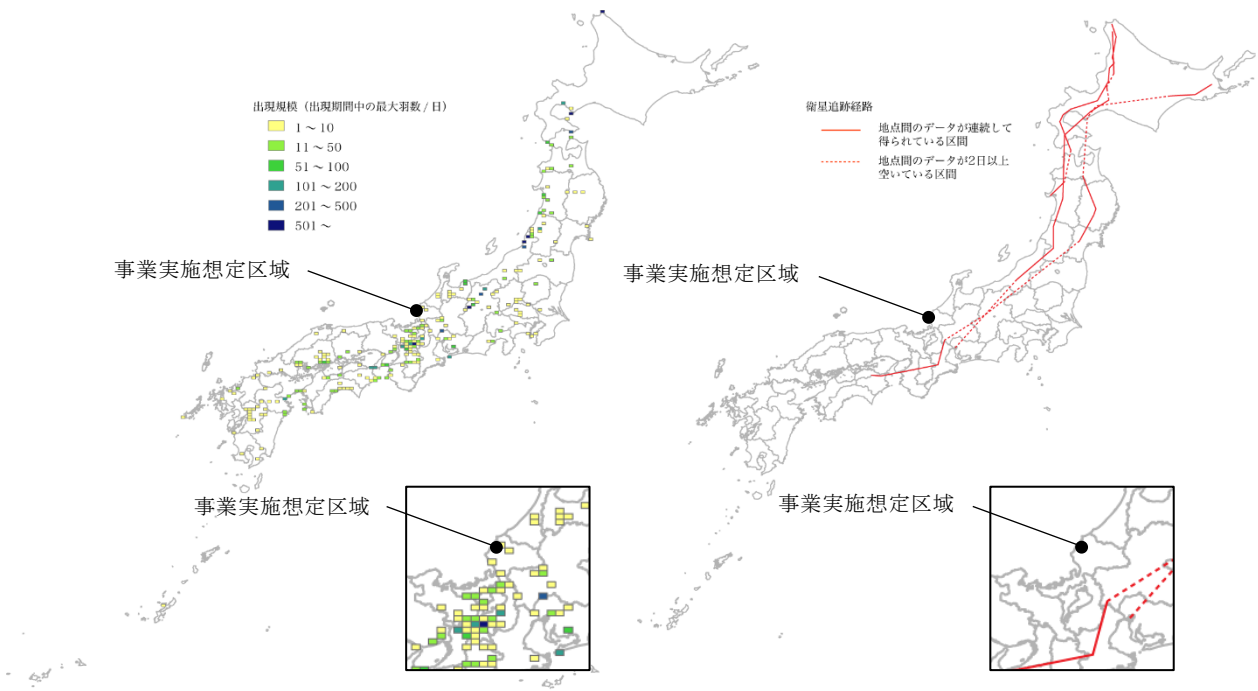 出現規模（出現期間中の最大羽数 / 日）
1～10
11～50
51～100
101～200
201～500
501～
事業実施想定区域
事業実施想定区域
衛星追跡経路
地点間のデータが連続して
得られている区間
地点間のデータが2日以上
空いている区間
事業実施想定区域
事業実施想定区域